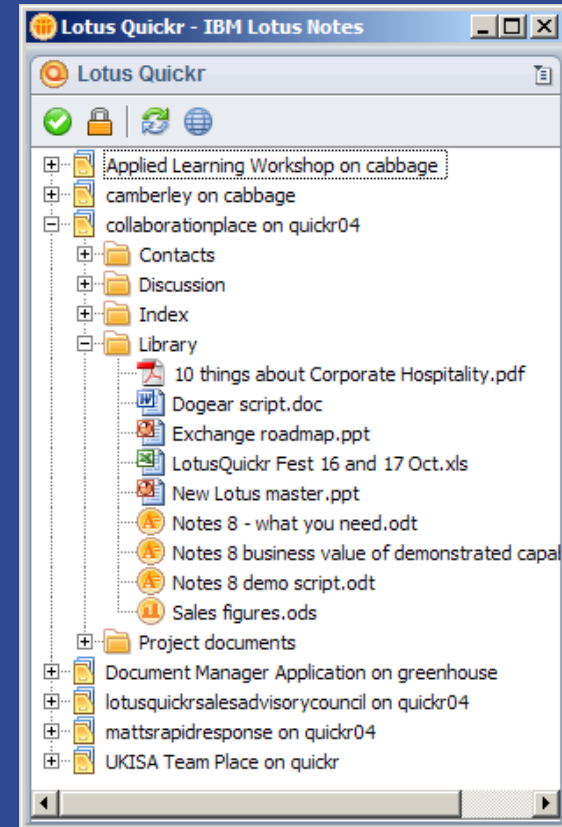 Lotus Quickr - IBM Lotus Notes
Lotus Quickr
Applied Learning Workshop on cabbage
camberley on cabbage
collaborationplace on quickr04
Contacts
Discussion
Index
Library
10 things about Corporate Hospitality.pdf
Dogear script.doc
Exchange roadmap.ppt
LotusQuickr Fest 16 and 17 Oct.xls
New Lotus master.ppt
Notes 8 - what you need.odt
Notes 8 business value of demonstrated capal
Notes 8 demo script.odt
Sales figures.ods
Project documents
Document Manager Application on greenhouse
lotusquickrsalesadvisorycouncil on quickr04
mattsrapidresponse on quickr04
UKISA Team Place on quickr